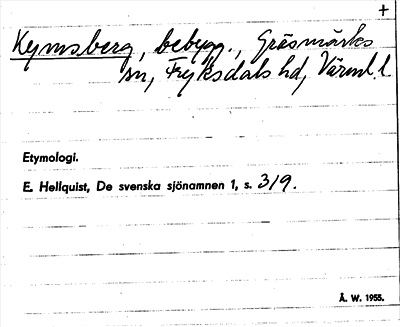 +
Kymsberg, bebygg., Gräsmarks
sn, Fryksdals hd, Värml. l.
Etymologi.
E. Hellquist, De svenska sjönamnen 1, s. 319.
Å. W. 1955.